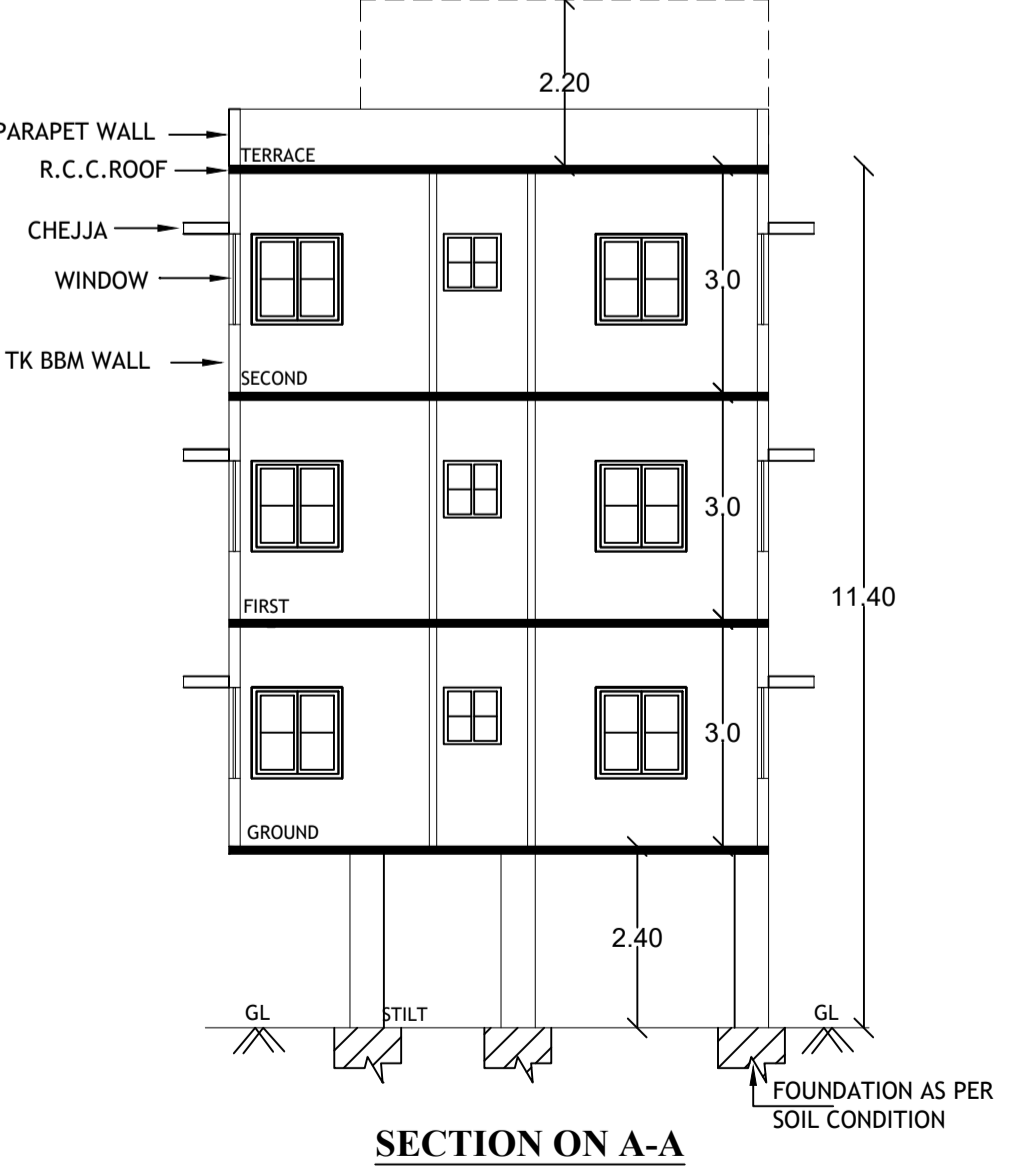 2.20
PARAPET WALL
TERRACE
R.C.C.ROOF
CHEJJA
WINDOW
3.0
TK BBM WALL
SECOND
3.0
FIRST
11.40
3.0
GROUND
2.40
GL
STILT
GL
FOUNDATION AS PER
SOIL CONDITION
SECTION ON A-A